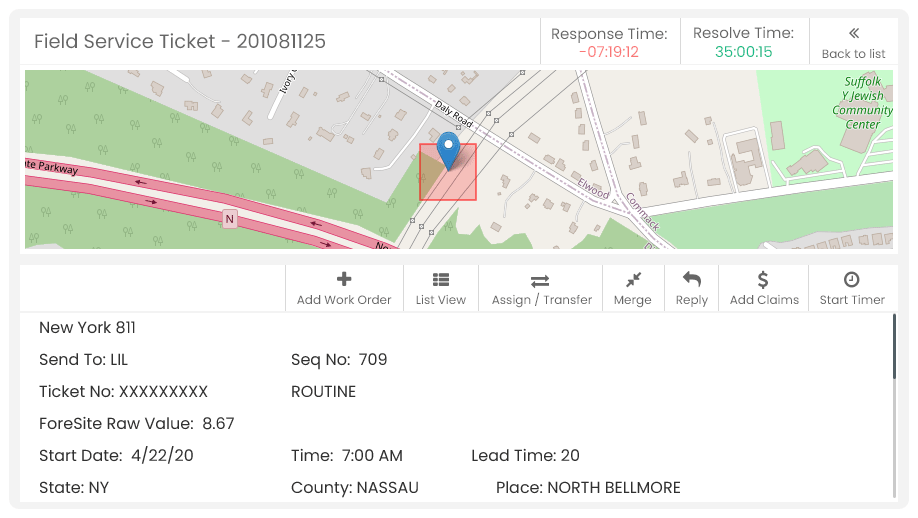 Field Service Ticket - 201081125
Response Time:
-07:19:12
Resolve Time:
35:00:15
Back to list
Ivory C
Daly Road
te Parkway
N
No
Elwood
Commack
D
Suffolk
Y Jewish
Community
Center
Add Work Order
List View
Assign / Transfer
Merge
Reply
Add Claims
Start Timer
New York 811
Send To: LIL Seq No: 709
Ticket No: XXXXXXXXX ROUTINE
ForeSite Raw Value: 8.67
Start Date: 4/22/20 Time: 7:00 AM Lead Time: 20
State: NY County: NASSAU Place: NORTH BELLMORE